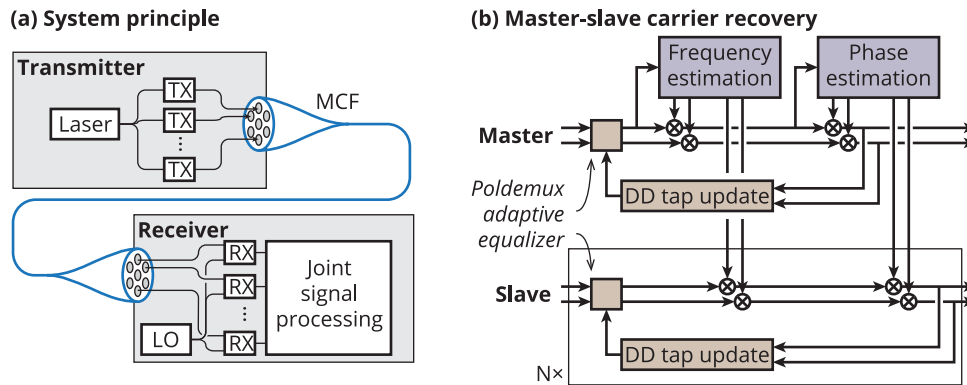 (a) System principle
Transmitter
Laser
TX
TX
⋮
TX
MCF
Receiver
RX
RX
⋮
RX
LO
Joint
signal
processing
(b) Master-slave carrier recovery
Frequency
estimation
Phase
estimation
Master
DD tap update
Poldemux
adaptive
equalizer
Slave
DD tap update
N×